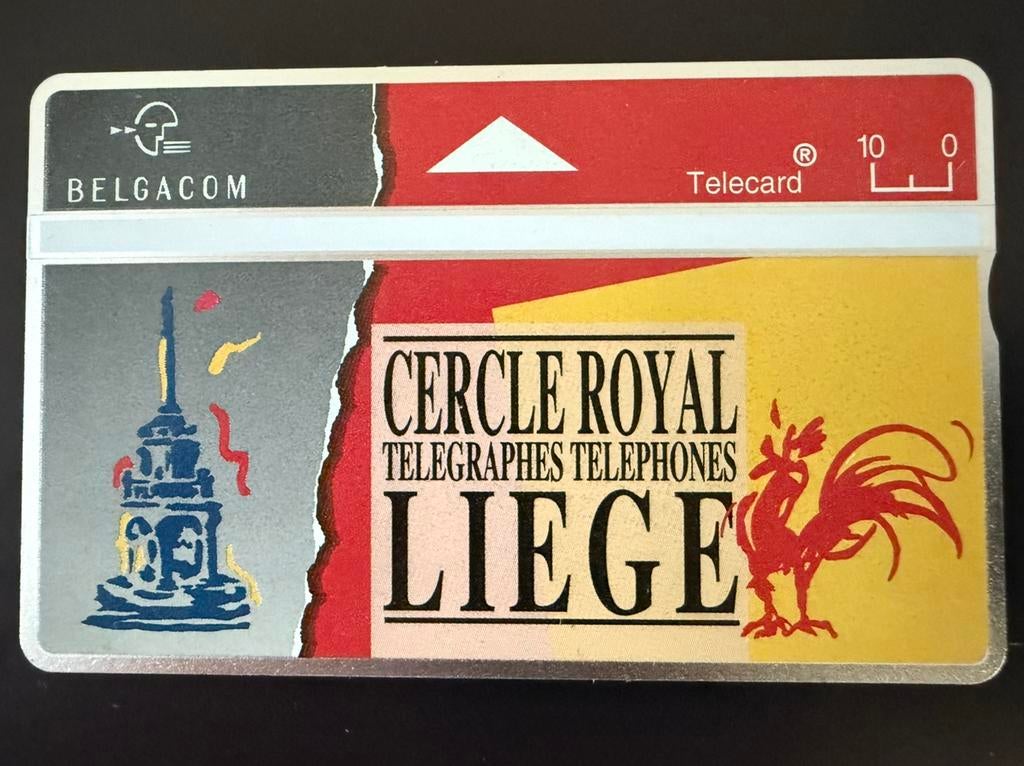 BELGACOM
Telecard®
10 0
CERCLE ROYAL
TELEGRAPHES TELEPHONES
LIEGE